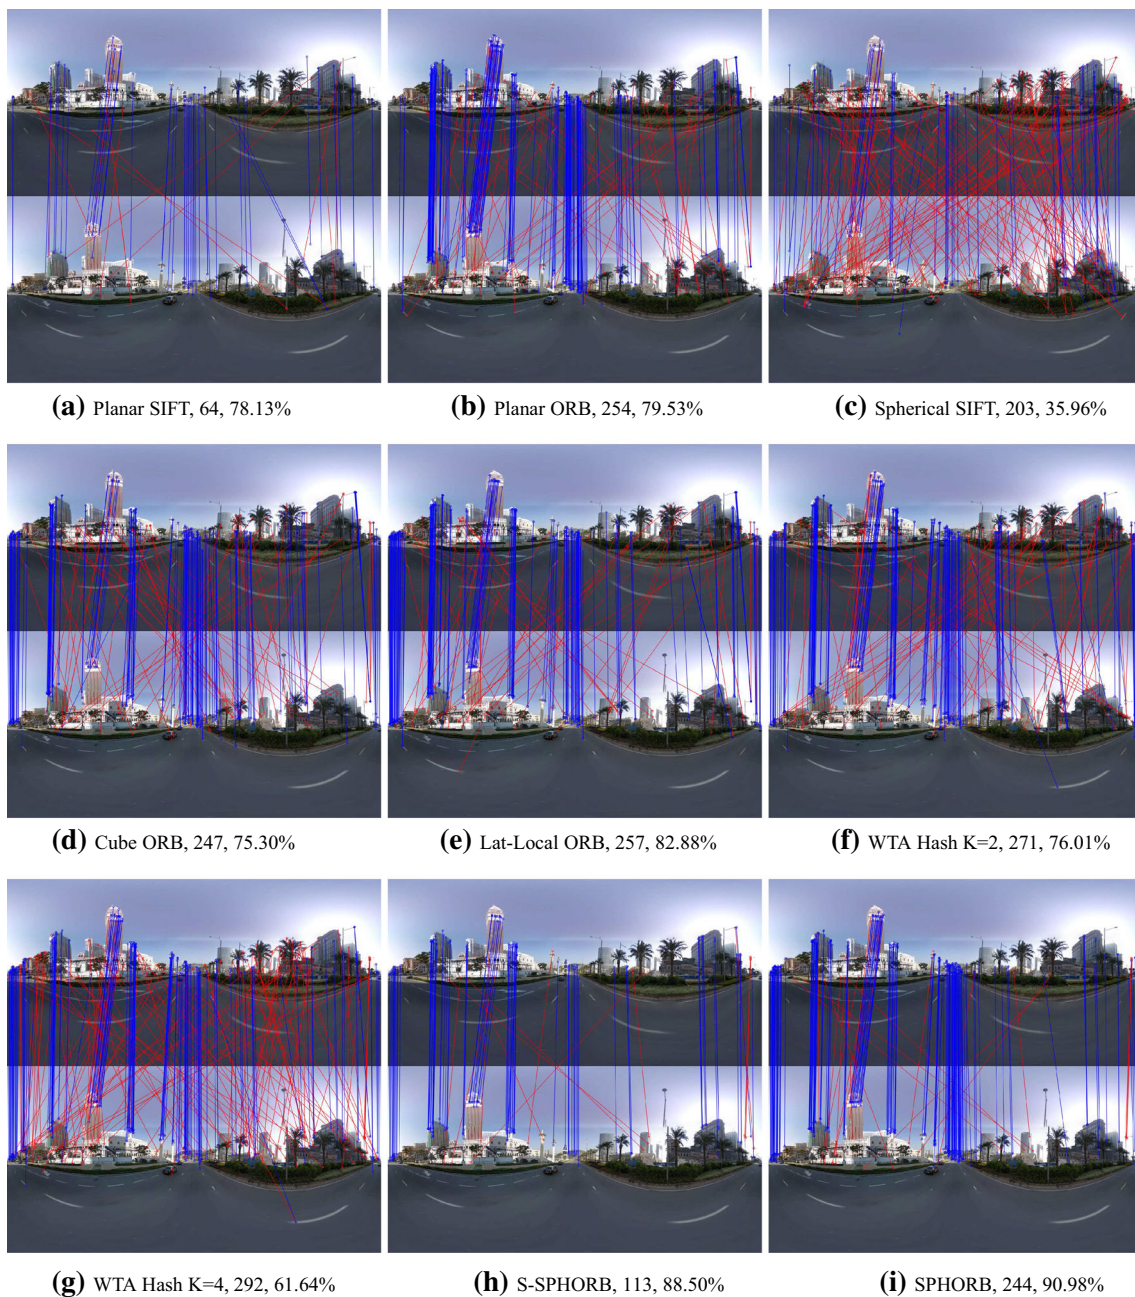 (a) Planar SIFT, 64, 78.13%
(b) Planar ORB, 254, 79.53%
(c) Spherical SIFT, 203, 35.96%
(d) Cube ORB, 247, 75.30%
(e) Lat-Local ORB, 257, 82.88%
(f) WTA Hash K=2, 271, 76.01%
(g) WTA Hash K=4, 292, 61.64%
(h) S-SPHORB, 113, 88.50%
(i) SPHORB, 244, 90.98%